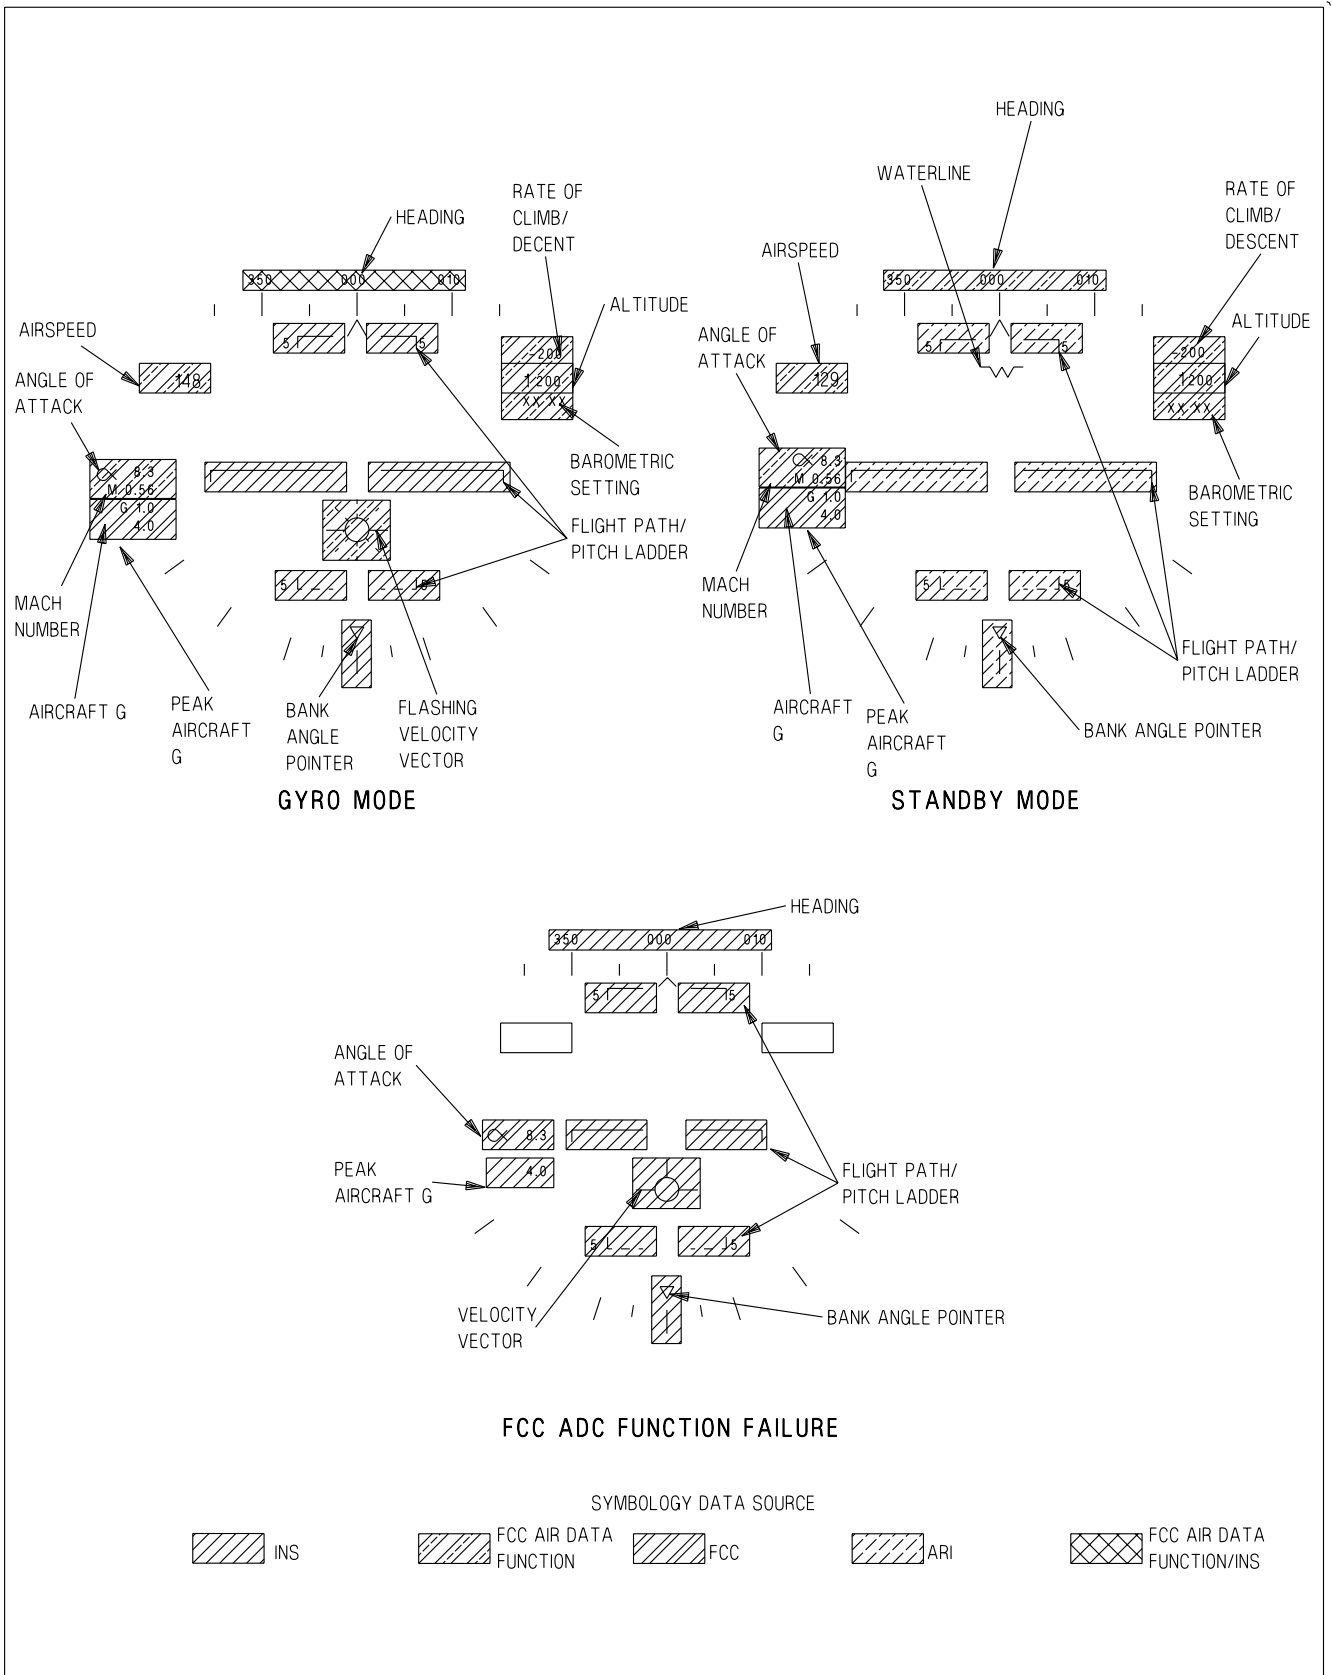 HEADING
RATE OF
CLIMB/
DECENT
350 000 010
ALTITUDE
AIRSPEED
5 5
-200
148
1200
XX XX
ANGLE OF
ATTACK
8.3
M 0.56
G 1.0
4.0
BAROMETRIC
SETTING
FLIGHT PATH/
PITCH LADDER
5 5
MACH
NUMBER
AIRCRAFT G
PEAK
AIRCRAFT
G
BANK
ANGLE
POINTER
FLASHING
VELOCITY
VECTOR
GYRO MODE
HEADING
WATERLINE
RATE OF
CLIMB/
DESCENT
AIRSPEED
350 000 010
ALTITUDE
ANGLE OF
ATTACK
5 5
-200
129
1200
XX XX
8.3
M 0.56
G 1.0
4.0
BAROMETRIC
SETTING
MACH
NUMBER
5 5
FLIGHT PATH/
PITCH LADDER
AIRCRAFT
G
PEAK
AIRCRAFT
G
BANK ANGLE POINTER
STANDBY MODE
HEADING
350 000 010
5 5
ANGLE OF
ATTACK
8.3
PEAK
AIRCRAFT G
4.0
FLIGHT PATH/
PITCH LADDER
5 5
VELOCITY
VECTOR
BANK ANGLE POINTER
FCC ADC FUNCTION FAILURE
SYMBOLOGY DATA SOURCE
INS
FCC AIR DATA
FUNCTION
FCC
ARI
FCC AIR DATA
FUNCTION/INS